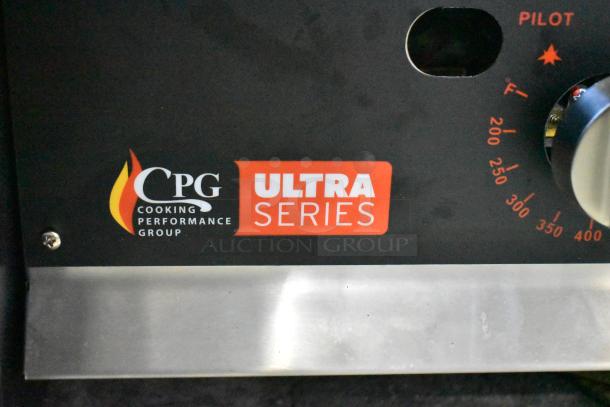 PILOT
°F
200
250
300
350
400
CPG
COOKING
PERFORMANCE
GROUP
ULTRA
SERIES
AUCTION GROUP